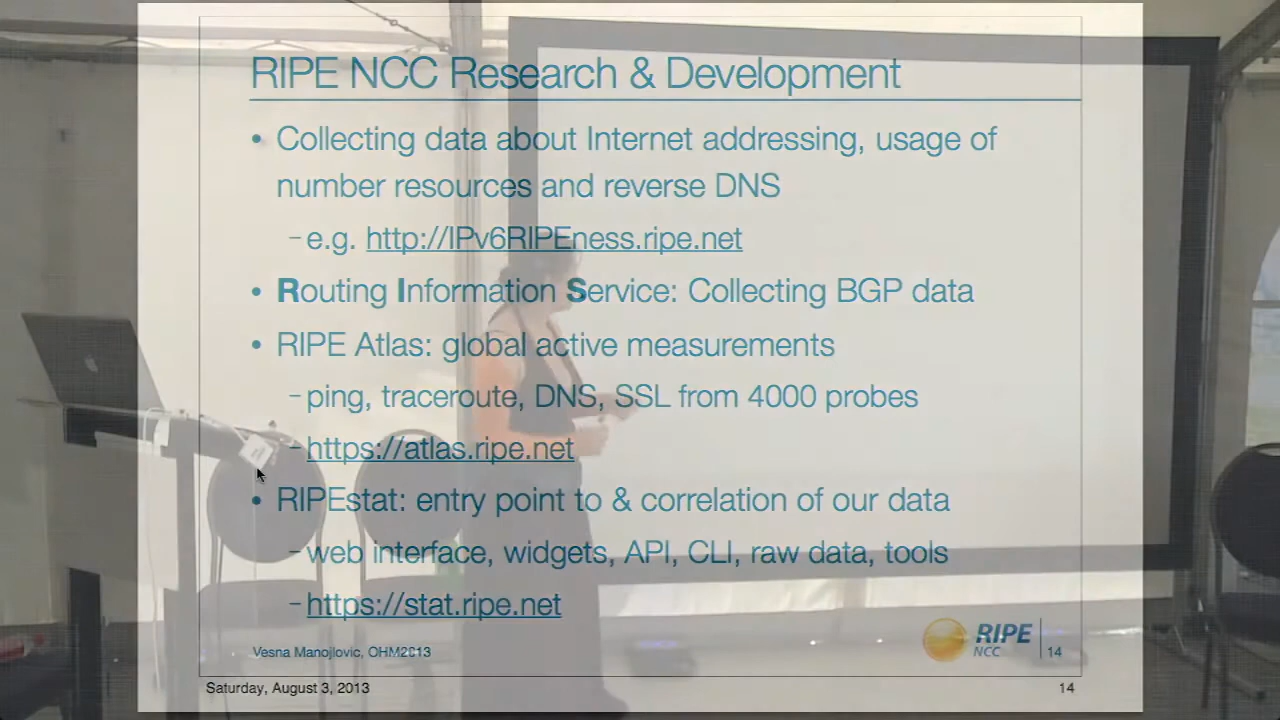 RIPE NCC Research & Development
• Collecting data about Internet addressing, usage of
number resources and reverse DNS
– e.g. http://IPv6RIPEness.ripe.net
• Routing Information Service: Collecting BGP data
• RIPE Atlas: global active measurements
– ping, traceroute, DNS, SSL from 4000 probes
– https://atlas.ripe.net
• RIPEstat: entry point to & correlation of our data
– web interface, widgets, API, CLI, raw data, tools
– https://stat.ripe.net
Vesna Manojlovic, OHM2013
RIPE
NCC
14
Saturday, August 3, 2013
14